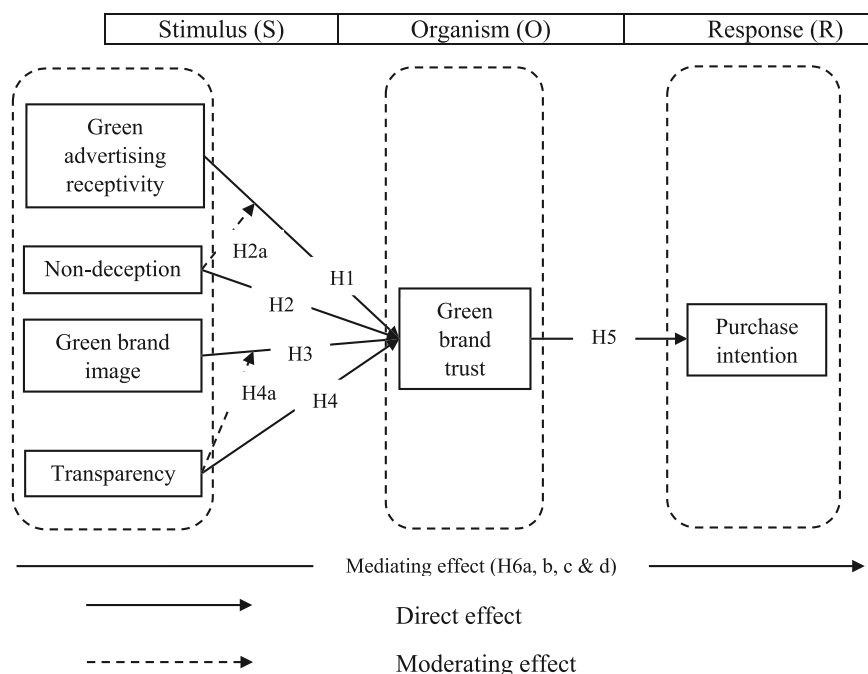 Stimulus (S) Organism (O) Response (R)
Green
advertising
receptivity
H2a
Non-deception
H1
H2
Green
brand
trust
H5
Purchase
intention
Green brand
image
H3
H4a
H4
Transparency
Mediating effect (H6a, b, c & d)
Direct effect
Moderating effect